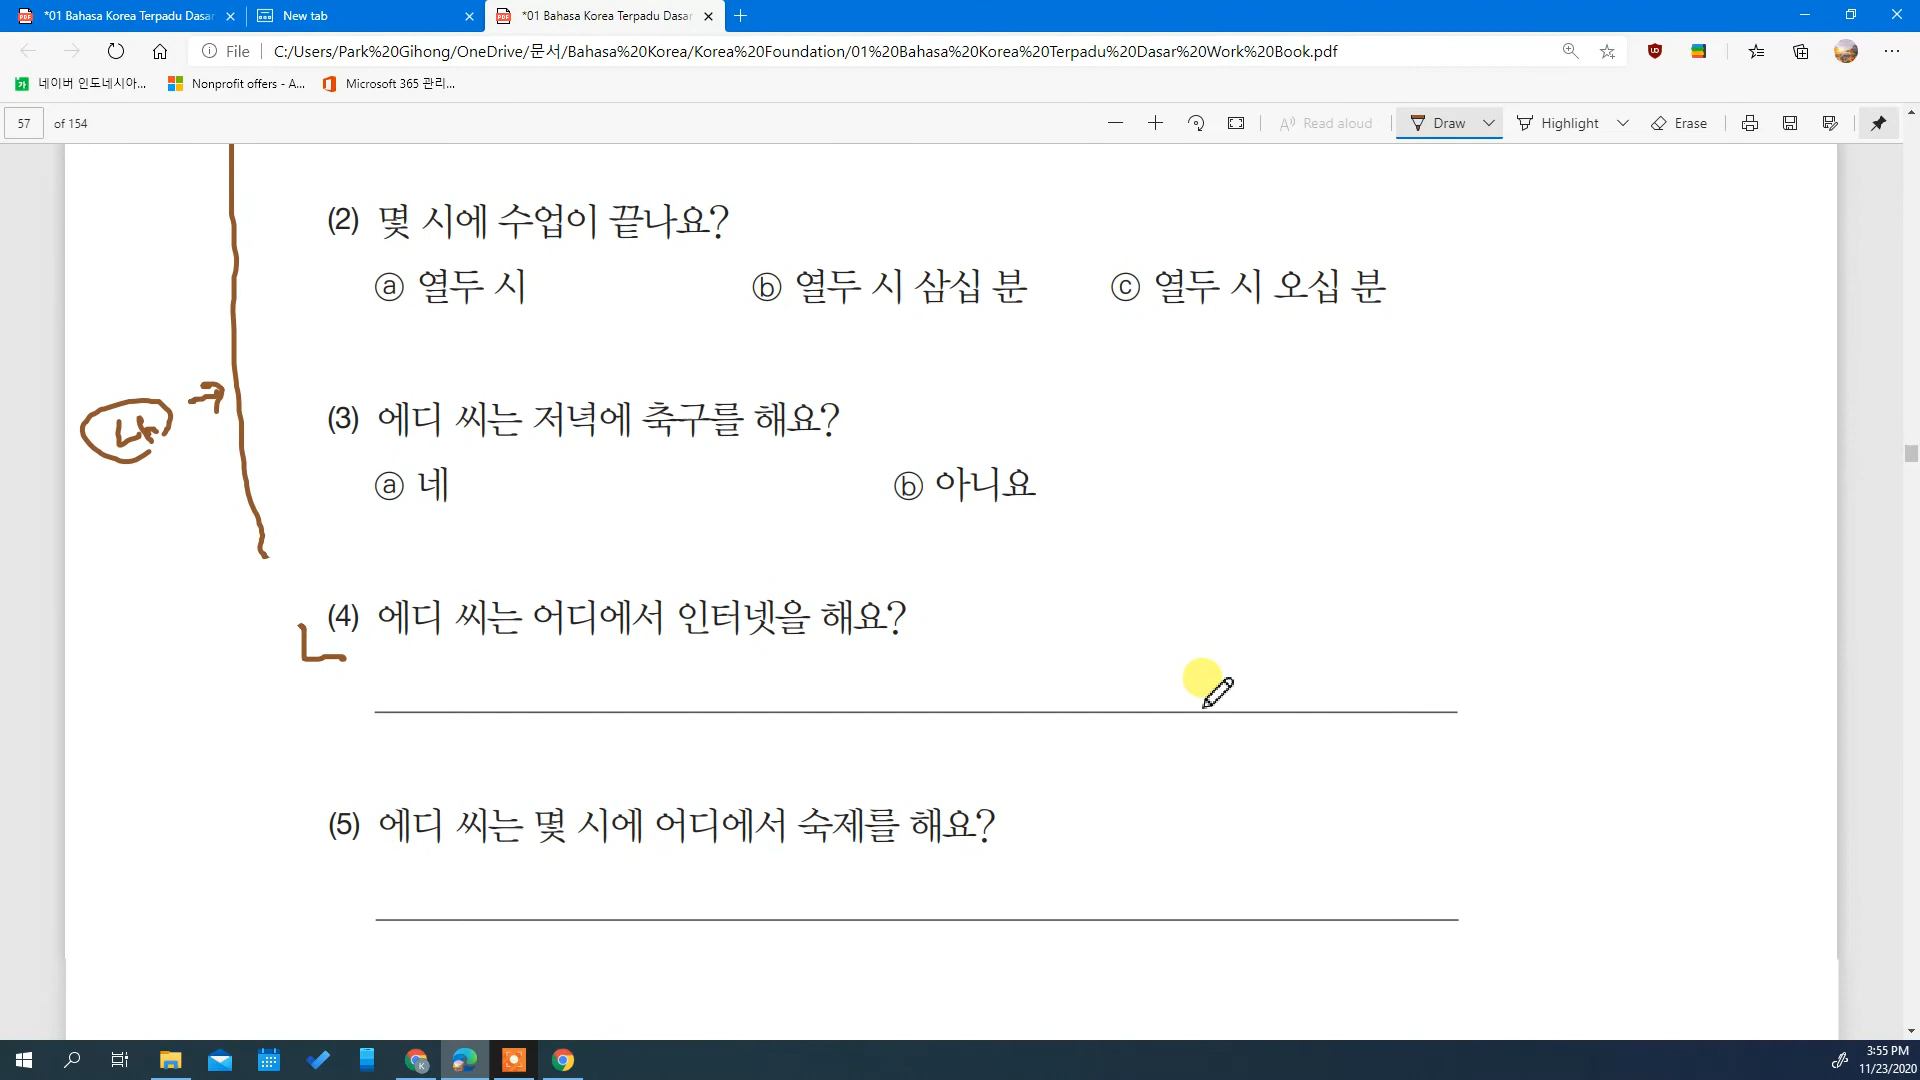 *01 Bahasa Korea Terpadu Dasar
New tab
*01 Bahasa Korea Terpadu Dasar
File
C:/Users/Park%20Gihong/OneDrive/문서/Bahasa%20Korea/Korea%20Foundation/01%20Bahasa%20Korea%20Terpadu%20Dasar%20Work%20Book.pdf
네이버 인도네시아...
Nonprofit offers - A...
Microsoft 365 관리...
57 of 154
Read aloud
Draw
Highlight
Erase
(2) 몇 시에 수업이 끝나요?
ⓐ 열두 시 ⓑ 열두 시 삼십 분 ⓒ 열두 시 오십 분
(3) 에디 씨는 저녁에 축구를 해요?
ⓐ 네 ⓑ 아니요
(4) 에디 씨는 어디에서 인터넷을 해요?
(5) 에디 씨는 몇 시에 어디에서 숙제를 해요?
3:55 PM
11/23/2020